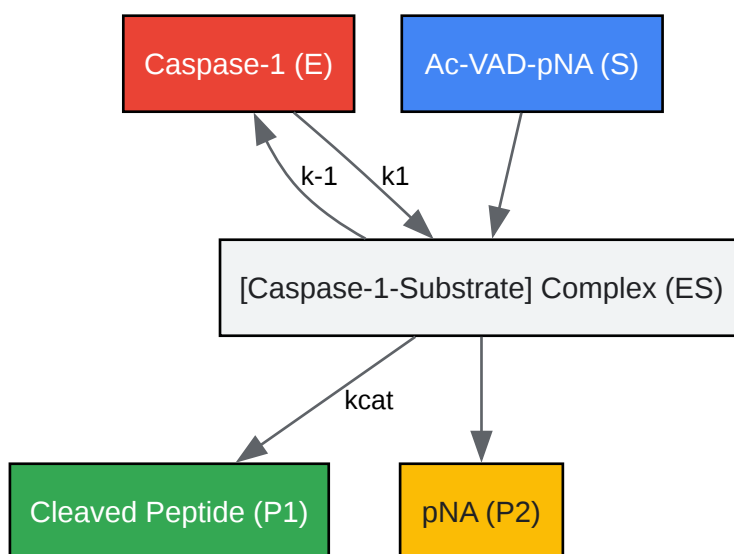 Caspase-1 (E)
Ac-VAD-pNA (S)
k-1
k1
[Caspase-1-Substrate] Complex (ES)
kcat
Cleaved Peptide (P1)
pNA (P2)